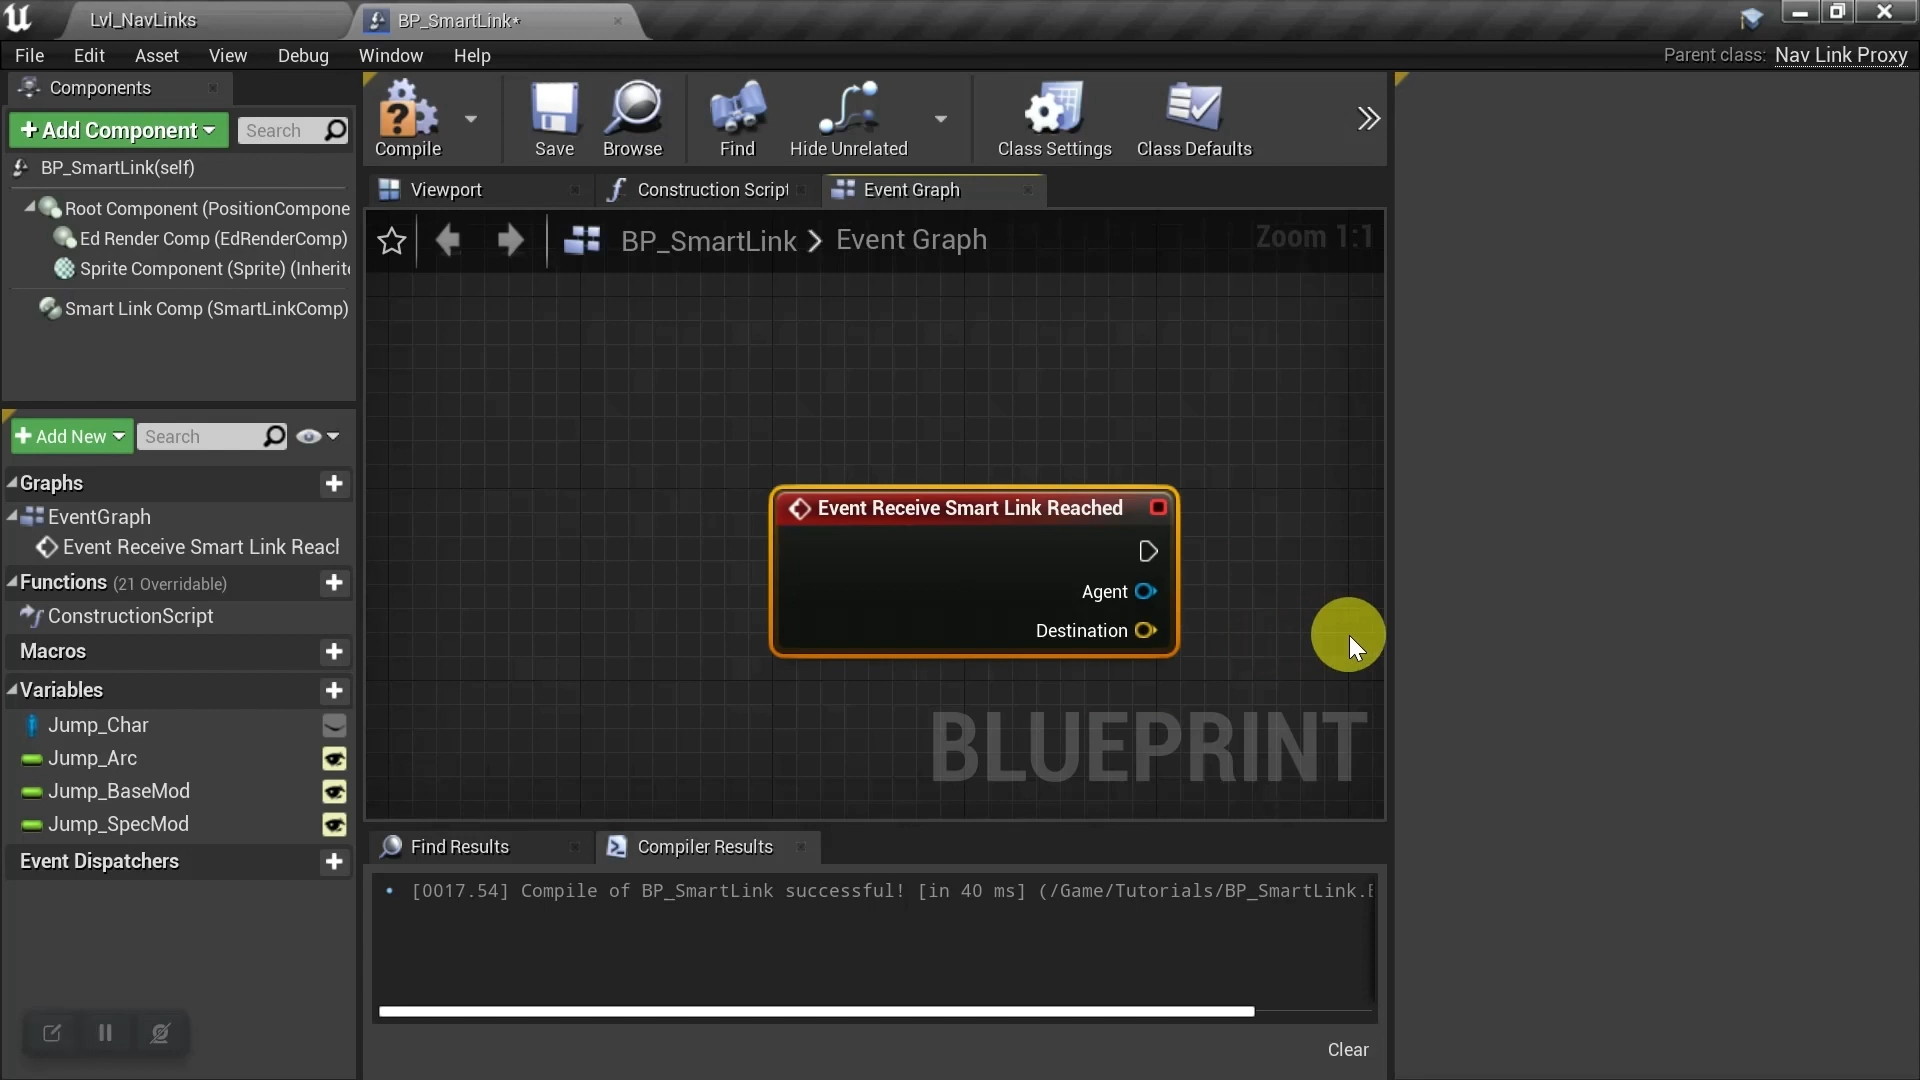 Lvl_NavLinks
BP_SmartLink*
File Edit Asset View Debug Window Help
Parent class: Nav Link Proxy
Components
Add Component
Search
BP_SmartLink(self)
Root Component (PositionCompone
Ed Render Comp (EdRenderComp)
Sprite Component (Sprite) (Inherite
Smart Link Comp (SmartLinkComp)
Add New
Search
Graphs
EventGraph
Event Receive Smart Link Reach
Functions (21 Overridable)
ConstructionScript
Macros
Variables
Jump_Char
Jump_Arc
Jump_BaseMod
Jump_SpecMod
Event Dispatchers
Compile
Save
Browse
Find
Hide Unrelated
Class Settings
Class Defaults
Viewport
Construction Script
Event Graph
BP_SmartLink > Event Graph
Zoom 1:1
Event Receive Smart Link Reached
Agent
Destination
BLUEPRINT
Find Results
Compiler Results
[0017.54] Compile of BP_SmartLink successful! [in 40 ms] (/Game/Tutorials/BP_SmartLink.B
Clear